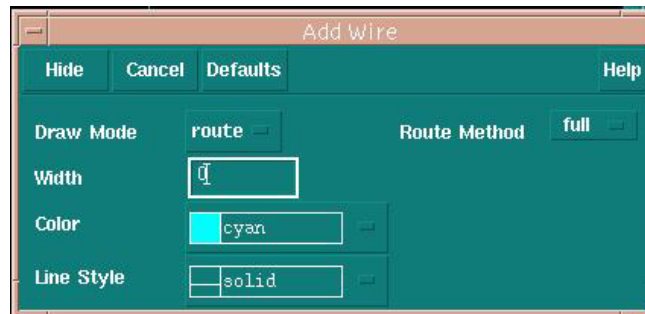 Add Wire
Hide Cancel Defaults Help
Draw Mode route Route Method full
Width 0
Color cyan
Line Style solid